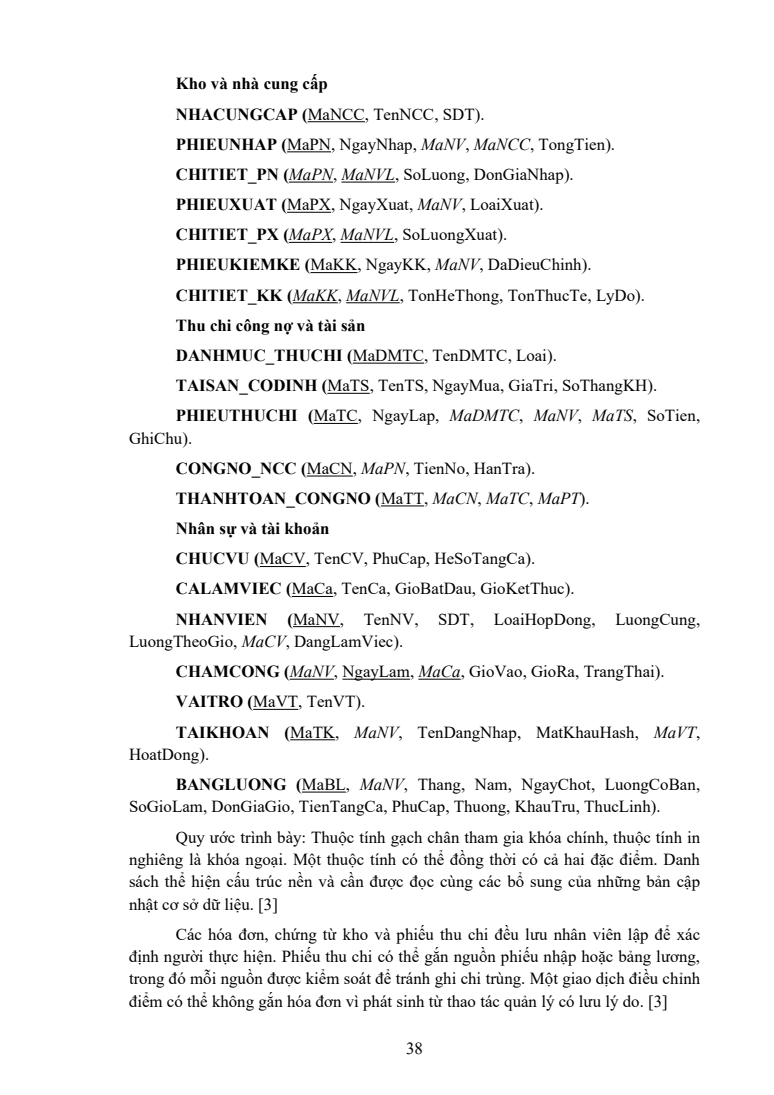 Kho và nhà cung cấp
NHACUNGCAP (MaNCC, TenNCC, SDT).
PHIEUNHAP (MaPN, NgayNhap, MaNV, MaNCC, TongTien).
CHITIET_PN (MaPN, MaNVL, SoLuong, DonGiaNhap).
PHIEUXUAT (MaPX, NgayXuat, MaNV, LoaiXuat).
CHITIET_PX (MaPX, MaNVL, SoLuongXuat).
PHIEUKIEMKE (MaKK, NgayKK, MaNV, DaDieuChinh).
CHITIET_KK (MaKK, MaNVL, TonHeThong, TonThucTe, LyDo).
Thu chi công nợ và tài sản
DANHMUC_THUCHI (MaDMTC, TenDMTC, Loai).
TAISAN_CODINH (MaTS, TenTS, NgayMua, GiaTri, SoThangKH).
PHIEUTHUCHI (MaTC, NgayLap, MaDMTC, MaNV, MaTS, SoTien,
GhiChu).
CONGNO_NCC (MaCN, MaPN, TienNo, HanTra).
THANHTOAN_CONGNO (MaTT, MaCN, MaTC, MaPT).
Nhân sự và tài khoản
CHUCVU (MaCV, TenCV, PhuCap, HeSoTangCa).
CALAMVIEC (MaCa, TenCa, GioBatDau, GioKetThuc).
NHANVIEN (MaNV, TenNV, SDT, LoaiHopDong, LuongCung,
LuongTheoGio, MaCV, DangLamViec).
CHAMCONG (MaNV, NgayLam, MaCa, GioVao, GioRa, TrangThai).
VAITRO (MaVT, TenVT).
TAIKHOAN (MaTK, MaNV, TenDangNhap, MatKhauHash, MaVT,
HoatDong).
BANGLUONG (MaBL, MaNV, Thang, Nam, NgayChot, LuongCoBan,
SoGioLam, DonGiaGio, TienTangCa, PhuCap, Thuong, KhauTru, ThucLinh).
Quy ước trình bày: Thuộc tính gạch chân tham gia khóa chính, thuộc tính in
nghiêng là khóa ngoại. Một thuộc tính có thể đồng thời có cả hai đặc điểm. Danh
sách thể hiện cấu trúc nền và cần được đọc cùng các bổ sung của những bản cập
nhật cơ sở dữ liệu. [3]
Các hóa đơn, chứng từ kho và phiếu thu chi đều lưu nhân viên lập để xác
định người thực hiện. Phiếu thu chi có thể gắn nguồn phiếu nhập hoặc bảng lương,
trong đó mỗi nguồn được kiểm soát để tránh ghi chi trùng. Một giao dịch điều chỉnh
điểm có thể không gắn hóa đơn vì phát sinh từ thao tác quản lý có lưu lý do. [3]
38